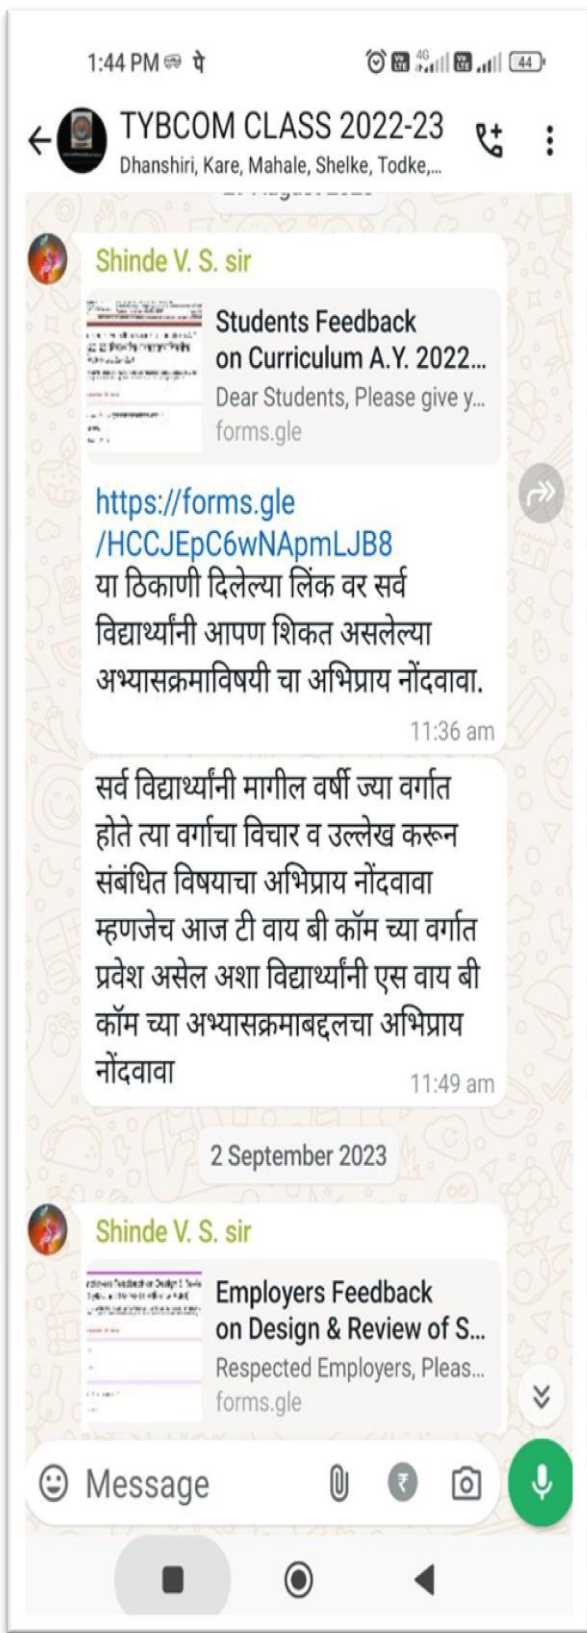 1:44 PM पे 4G 44
TYBCOM CLASS 2022-23
Dhanshiri, Kare, Mahale, Shelke, Todke,...
Shinde V. S. sir
Students Feedback
on Curriculum A.Y. 2022...
Dear Students, Please give y...
forms.gle
https://forms.gle
/HCCJEpC6wNApmLJB8
या ठिकाणी दिलेल्या लिंक वर सर्व
विद्यार्थ्यांनी आपण शिकत असलेल्या
अभ्यासक्रमाविषयी चा अभिप्राय नोंदवावा.
11:36 am
सर्व विद्यार्थ्यांनी मागील वर्षी ज्या वर्गात
होते त्या वर्गाचा विचार व उल्लेख करून
संबंधित विषयाचा अभिप्राय नोंदवावा
म्हणजेच आज टी वाय बी कॉम च्या वर्गात
प्रवेश असेल अशा विद्यार्थ्यांनी एस वाय बी
कॉम च्या अभ्यासक्रमाबद्दलचा अभिप्राय
नोंदवावा
11:49 am
2 September 2023
Shinde V. S. sir
Employers Feedback
on Design & Review of S...
Respected Employers, Pleas...
forms.gle
Message